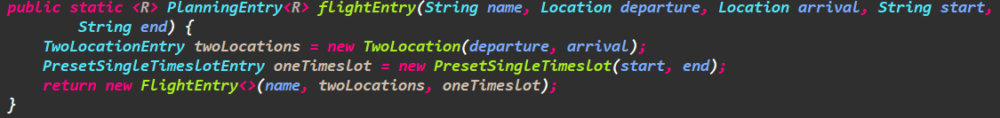 public static <R> PlanningEntry<R> flightEntry(String name, Location departure, Location arrival, String start,
        String end) {
    TwoLocationEntry twoLocations = new TwoLocation(departure, arrival);
    PresetSingleTimeslotEntry oneTimeslot = new PresetSingleTimeslot(start, end);
    return new FlightEntry<>(name, twoLocations, oneTimeslot);
}